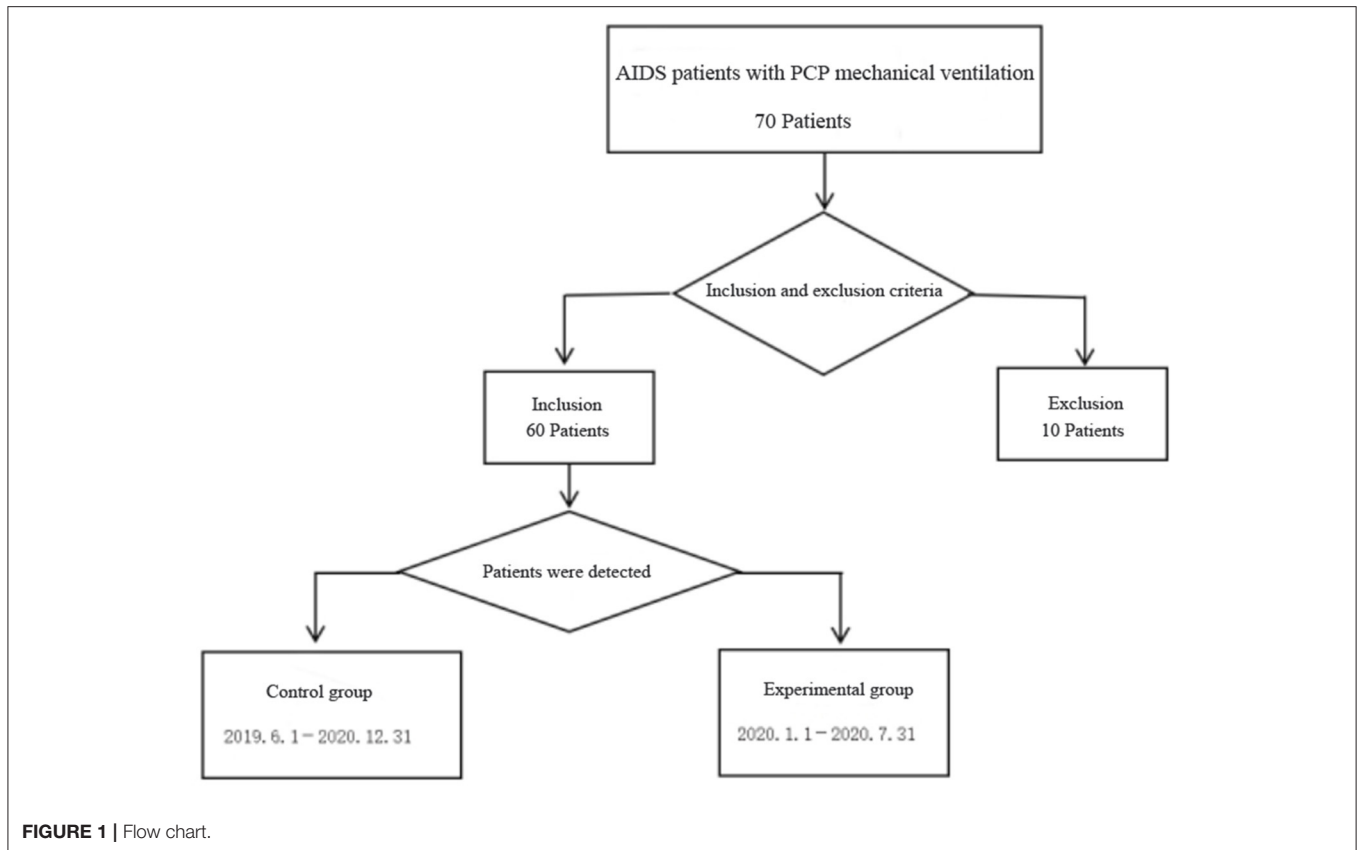 AIDS patients with PCP mechanical ventilation
70 Patients
Inclusion and exclusion criteria
Inclusion
60 Patients
Exclusion
10 Patients
Patients were detected
Control group
2019. 6. 1－2020. 12. 31
Experimental group
2020. 1. 1－2020. 7. 31
FIGURE 1 | Flow chart.